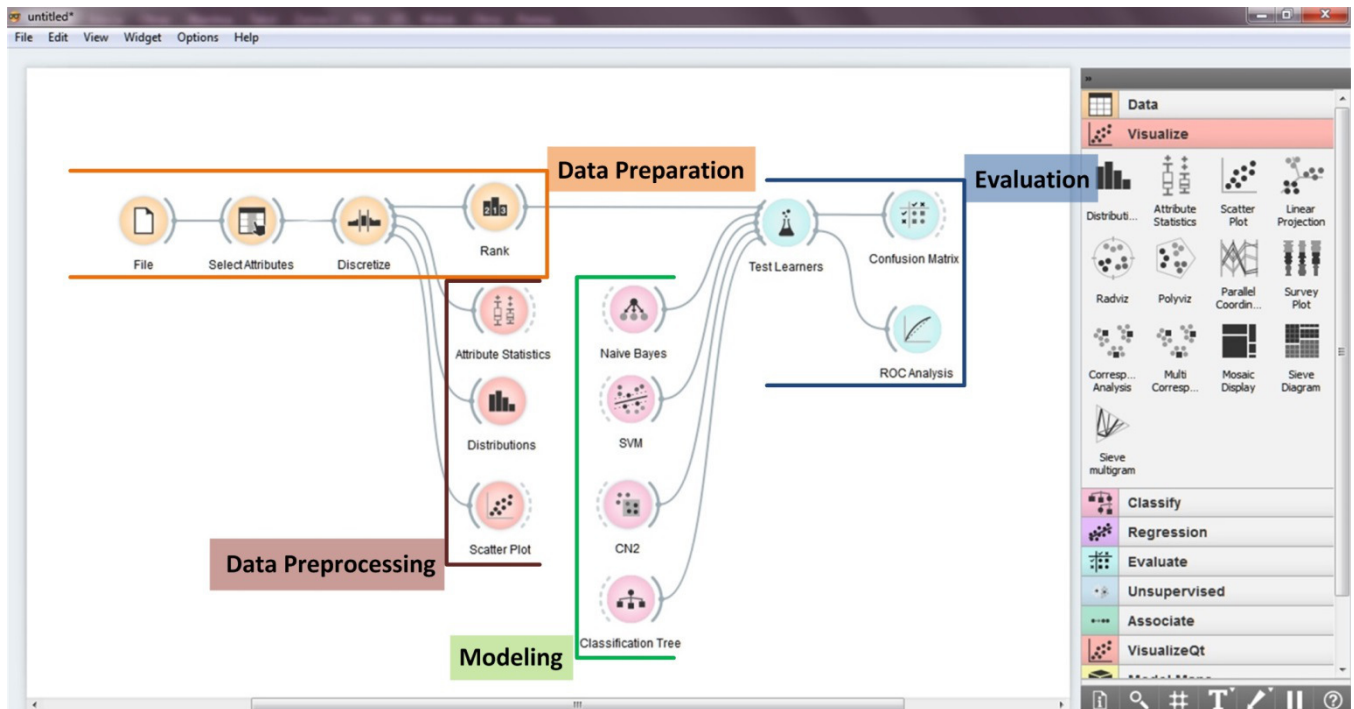 untitled*
File Edit View Widget Options Help
Data Preparation
Evaluation
File
Select Attributes
Discretize
Rank
Test Learners
Confusion Matrix
Attribute Statistics
Naive Bayes
ROC Analysis
Distributions
SVM
Scatter Plot
CN2
Data Preprocessing
Classification Tree
Modeling
Data
Visualize
Distributi...
Attribute
Statistics
Scatter
Plot
Linear
Projection
Radviz
Polyviz
Parallel
Coordin...
Survey
Plot
Corresp...
Analysis
Multi
Corresp...
Mosaic
Display
Sieve
Diagram
Sieve
multigram
Classify
Regression
Evaluate
Unsupervised
Associate
VisualizeQt